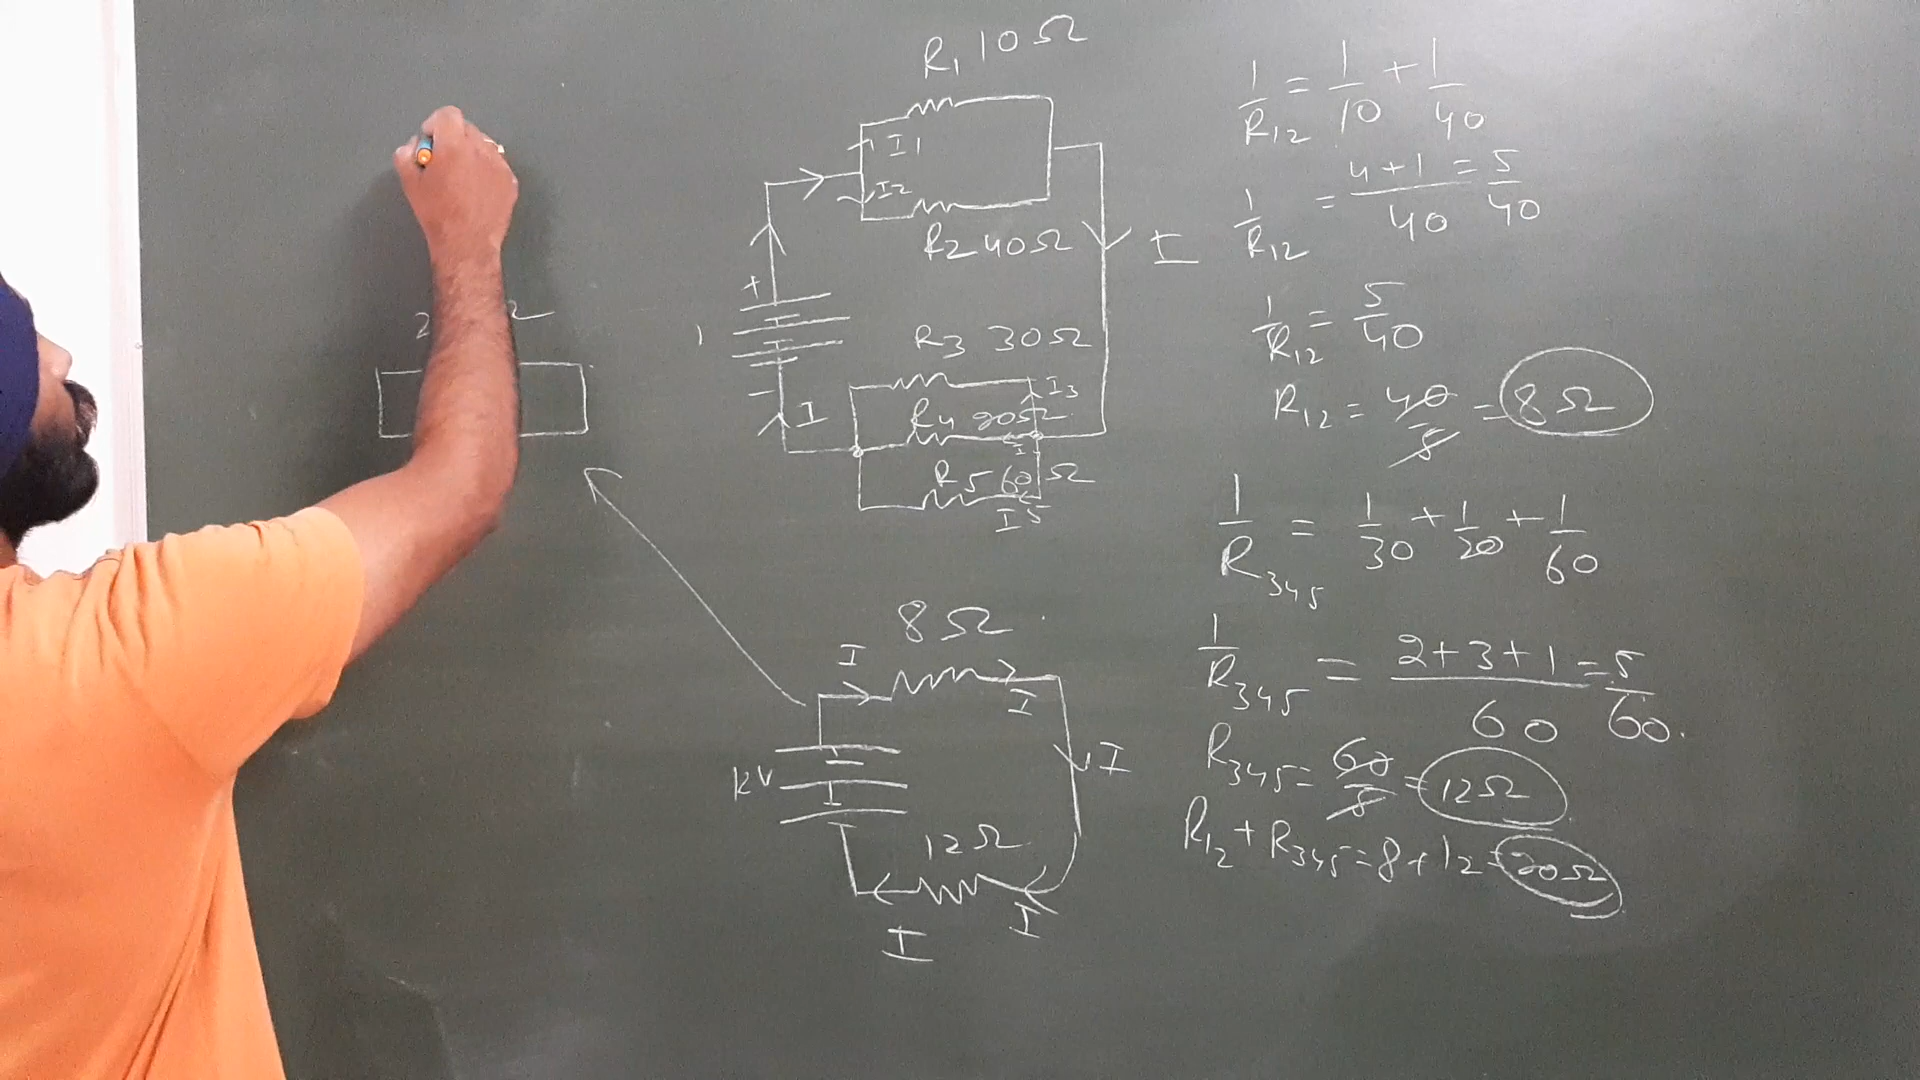 R1 10Ω
I1
I2
R2 40Ω
I
+
R3 30Ω
I3
R4 20Ω
I
R5 60Ω
I5
8Ω
I
I
I
12Ω
I
I
1/R12 = 1/10 + 1/40
1/R12 = 4+1/40 = 5/40
1/R12 = 5/40
R12 = 40/5 = 8Ω
1/R345 = 1/30 + 1/20 + 1/60
1/R345 = 2+3+1/60 = 5/60
R345 = 60/5 = 12Ω
R12 + R345 = 8+12 = 20Ω